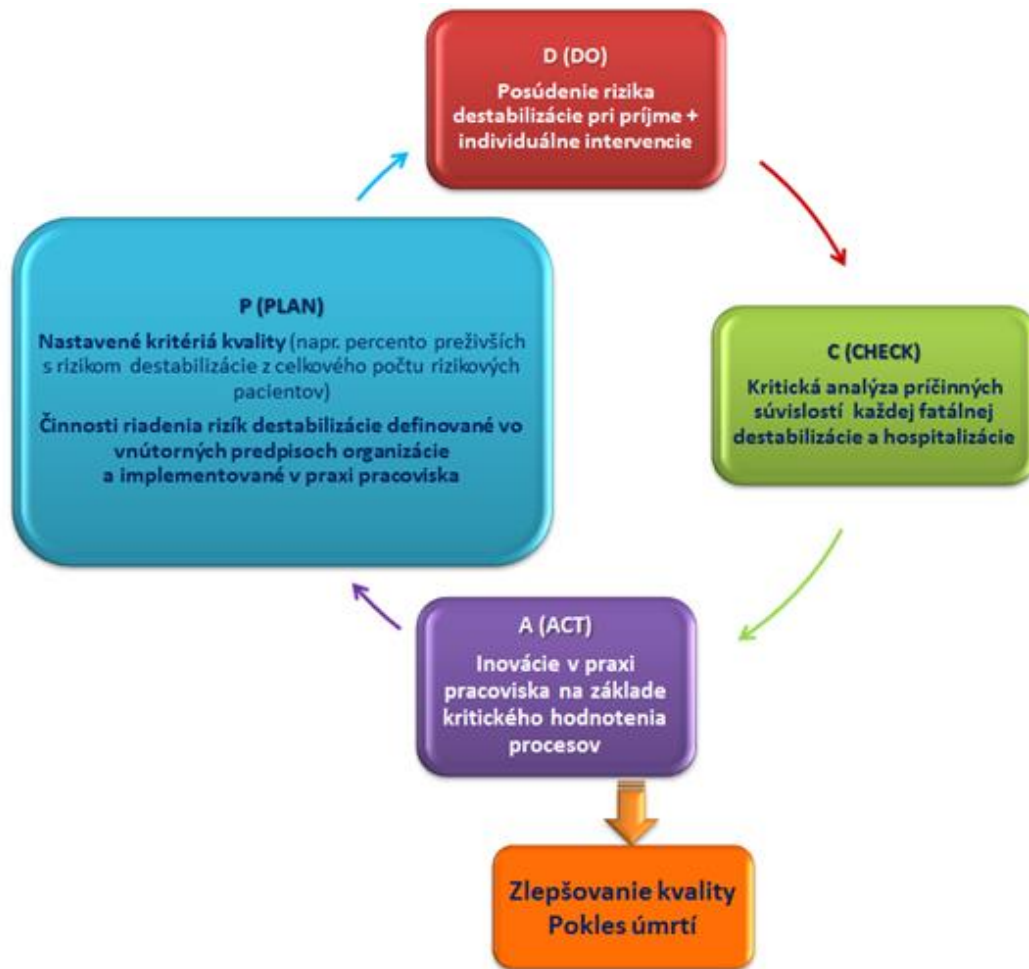 D (DO)
Posúdenie rizika
destabilizácie pri príjme +
individuálne intervencie
P (PLAN)
Nastavené kritériá kvality (napr. percento preživších
s rizikom destabilizácie z celkového počtu rizikových
pacientov)
Činnosti riadenia rizík destabilizácie definované vo
vnútorných predpisoch organizácie
a implementované v praxi pracoviska
C (CHECK)
Kritická analýza príčinných
súvislostí každej fatálnej
destabilizácie a hospitalizácie
A (ACT)
Inovácie v praxi
pracoviska na základe
kritického hodnotenia
procesov
Zlepšovanie kvality
Pokles úmrtí